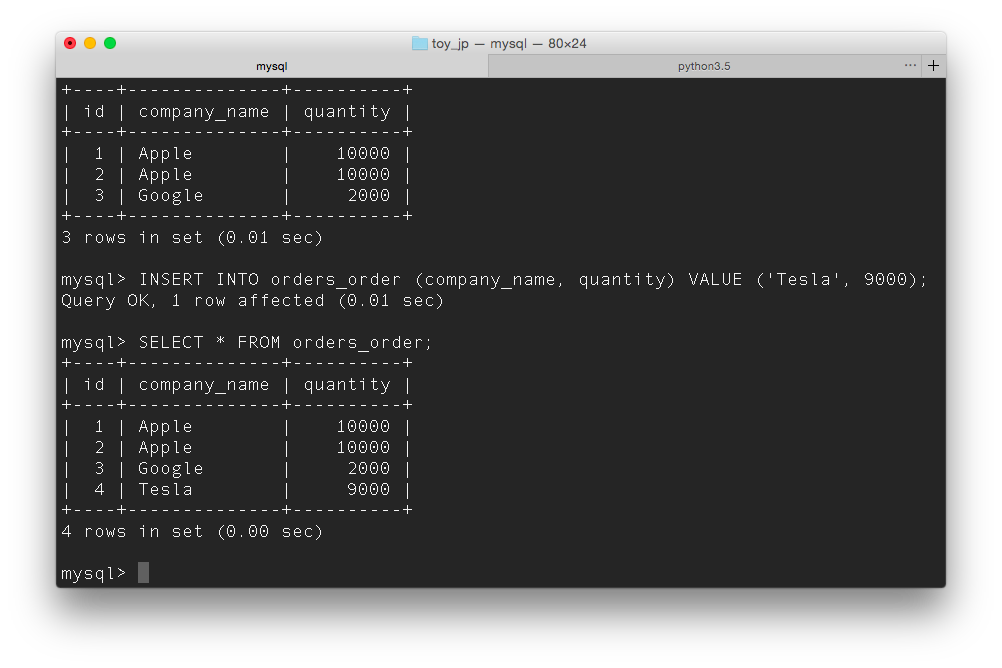 toy_jp — mysql — 80×24
mysql
python3.5
+----+--------------+----------+
| id | company_name | quantity |
+----+--------------+----------+
|  1 | Apple        |    10000 |
|  2 | Apple        |    10000 |
|  3 | Google       |     2000 |
+----+--------------+----------+
3 rows in set (0.01 sec)
mysql> INSERT INTO orders_order (company_name, quantity) VALUE ('Tesla', 9000);
Query OK, 1 row affected (0.01 sec)
mysql> SELECT * FROM orders_order;
+----+--------------+----------+
| id | company_name | quantity |
+----+--------------+----------+
|  1 | Apple        |    10000 |
|  2 | Apple        |    10000 |
|  3 | Google       |     2000 |
|  4 | Tesla        |     9000 |
+----+--------------+----------+
4 rows in set (0.00 sec)
mysql>